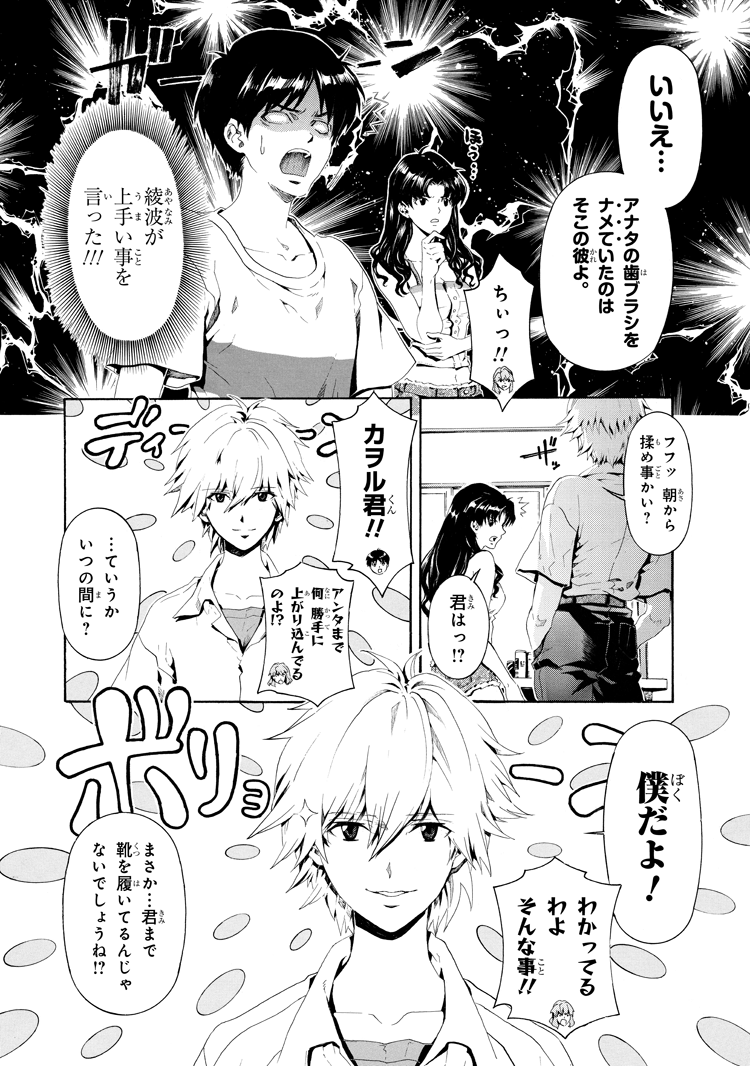 いいえ…
アナタの歯ブラシを
ナメていたのは
そこの彼よ。
ほぅ…
ちぃっ!!
ガガーン
綾波が
上手い事を
言った!!!
フフッ 朝から
揉め事かい?
ガバッ
君はっ!?
カヲル君!!
アンタまで
何 勝手に
上がり込んでる
のよ!?
ディーー
…ていうか
いつの間に?
僕だよ!
わかってる
わよ
そんな事!!
ボリョーン
まさか…君まで
靴を履いてるんじゃ
ないでしょうね!?